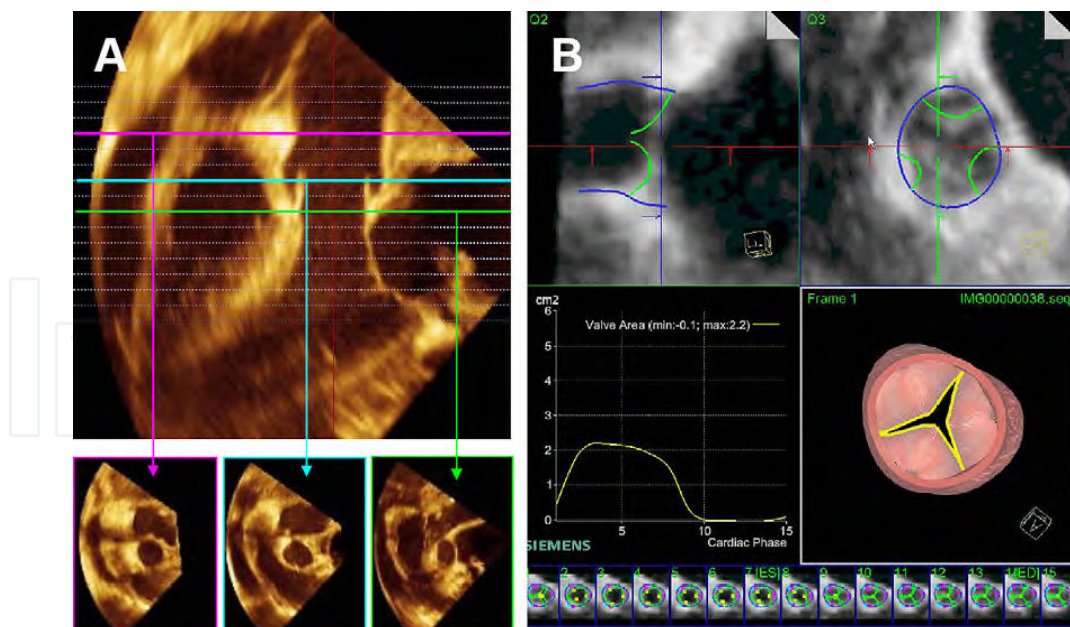 A
B
Q2
Q3
cm2
Valve Area (min:-0.1; max:2.2)
6
5
4
3
2
1
0
5 10 15
Cardiac Phase
SIEMENS
Frame 1
IMG00000038.seq
2 3 4 5 6 7 [ES] 8 9 10 11 12 13 14[ED] 15